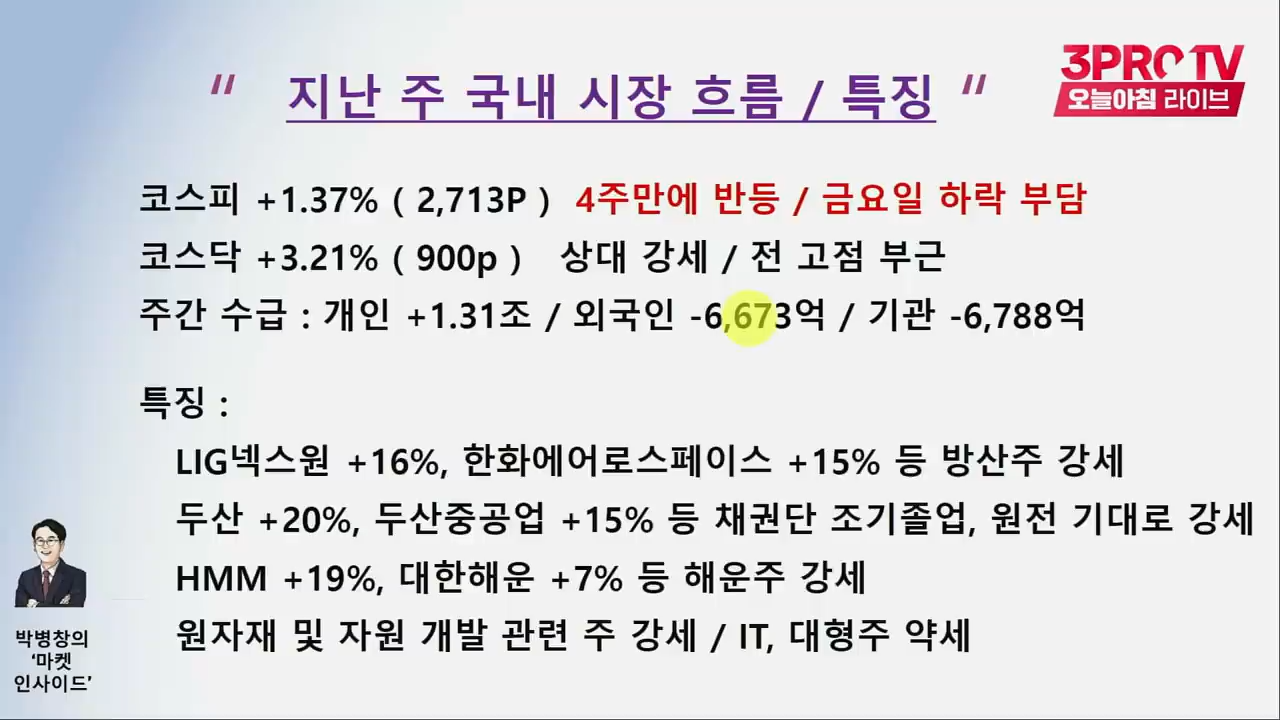 " 지난 주 국내 시장 흐름 / 특징 "
3PRO TV
오늘아침 라이브
코스피 +1.37% ( 2,713P ) 4주만에 반등 / 금요일 하락 부담
코스닥 +3.21% ( 900p ) 상대 강세 / 전 고점 부근
주간 수급 : 개인 +1.31조 / 외국인 -6,673억 / 기관 -6,788억
특징 :
LIG넥스원 +16%, 한화에어로스페이스 +15% 등 방산주 강세
두산 +20%, 두산중공업 +15% 등 채권단 조기졸업, 원전 기대로 강세
HMM +19%, 대한해운 +7% 등 해운주 강세
원자재 및 자원 개발 관련 주 강세 / IT, 대형주 약세
박병창의
‘마켓
인사이드’